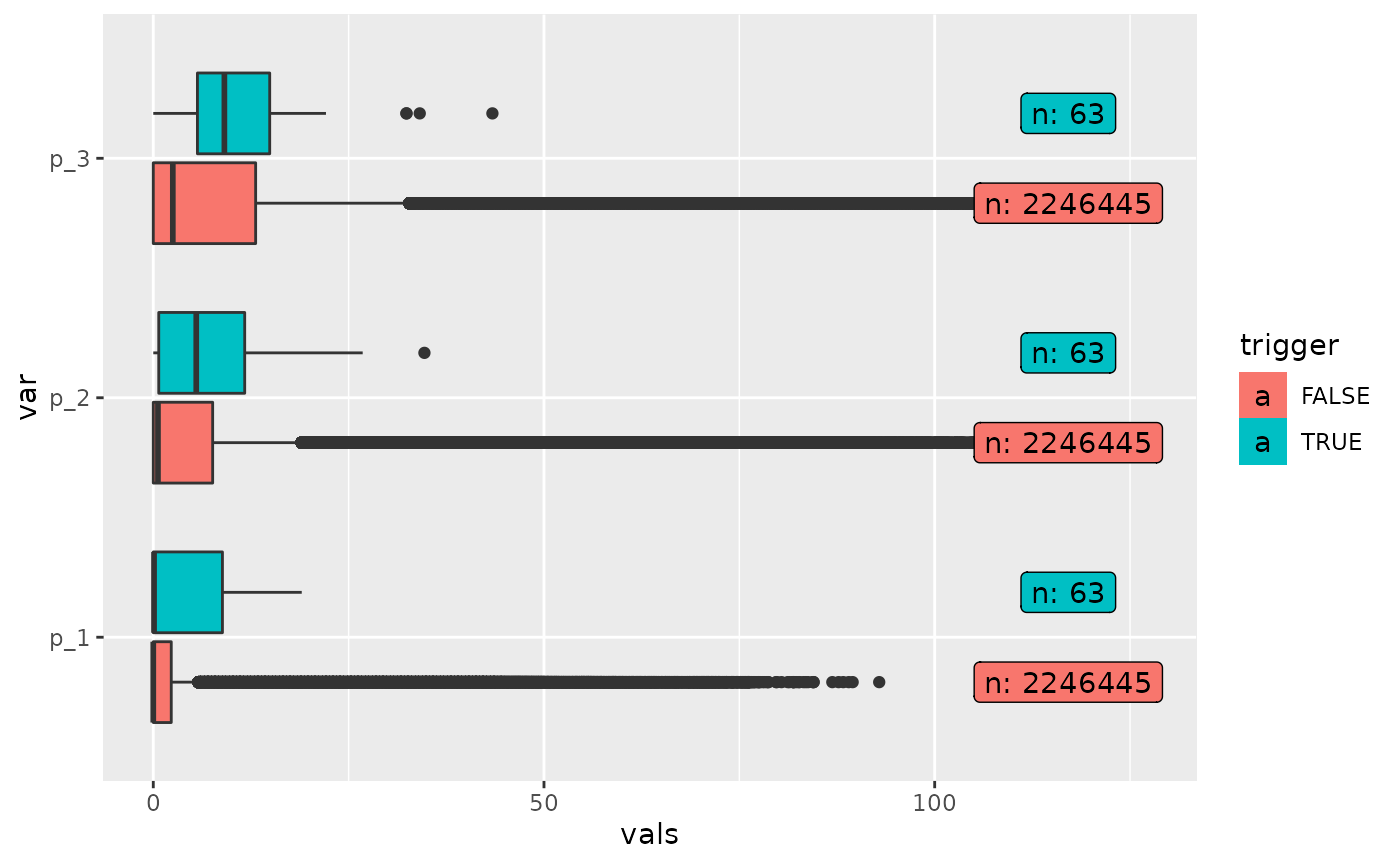 var
p_3
n: 63
n: 2246445
p_2
n: 63
n: 2246445
p_1
n: 63
n: 2246445
0 50 100
vals
trigger
a FALSE
a TRUE